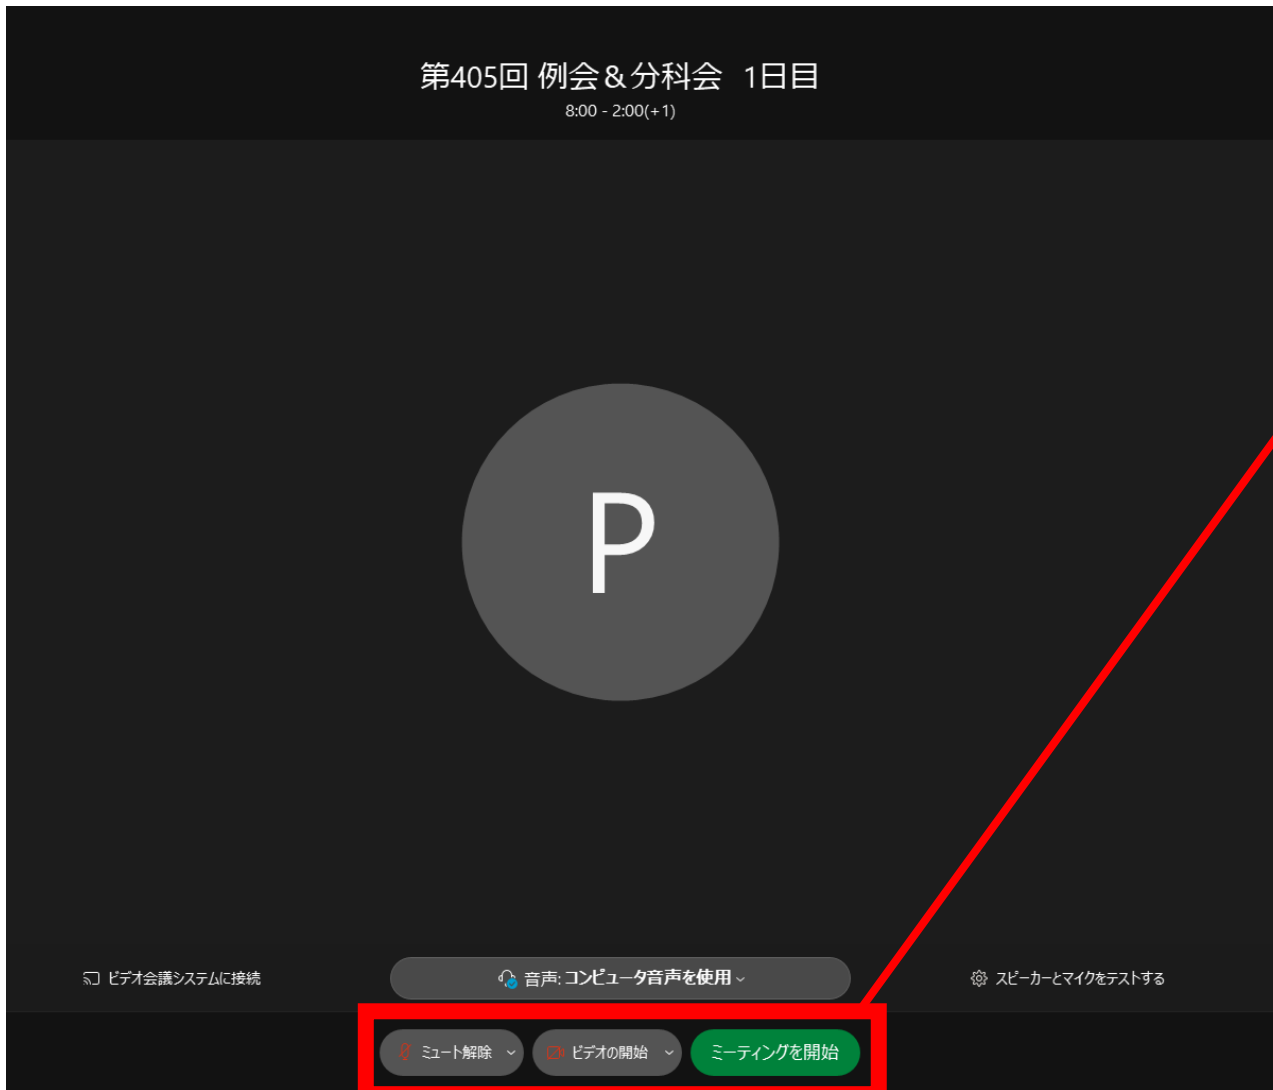 第405回 例会＆分科会 1日目
8:00 - 2:00(+1)
P
ビデオ会議システムに接続
音声: コンピュータ音声を使用
スピーカーとマイクをテストする
ミュート解除
ビデオの開始
ミーティングを開始